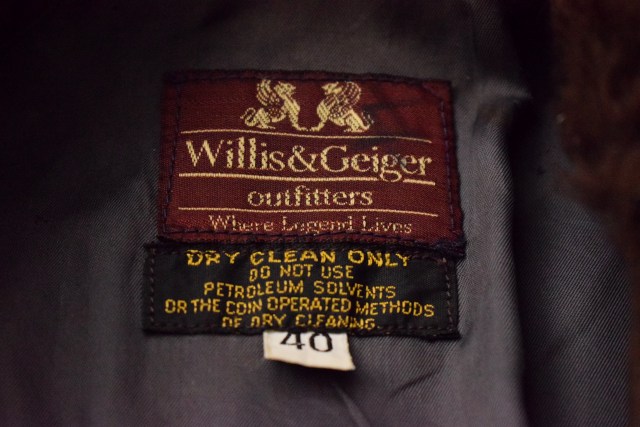 Willis&Geiger
outfitters
Where Legend Lives
DRY CLEAN ONLY
DO NOT USE
PETROLEUM SOLVENTS
OR THE COIN OPERATED METHODS
OF DRY CLEANING
40